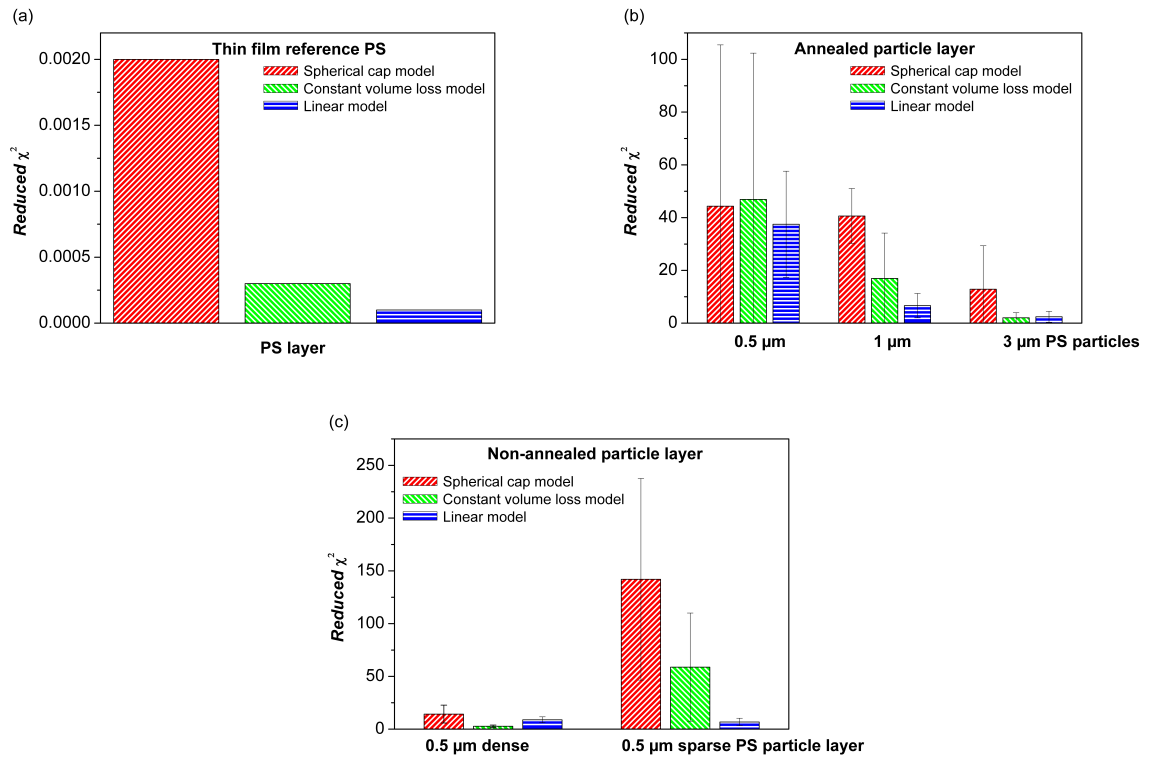 (a)
Thin film reference PS
Spherical cap model
Constant volume loss model
Linear model
0.0020
0.0015
0.0010
0.0005
0.0000
Reduced χ²
PS layer
(b)
Annealed particle layer
Spherical cap model
Constant volume loss model
Linear model
100
80
60
40
20
0
Reduced χ²
0.5 µm
1 µm
3 µm PS particles
(c)
Non-annealed particle layer
Spherical cap model
Constant volume loss model
Linear model
250
200
150
100
50
0
Reduced χ²
0.5 µm dense
0.5 µm sparse PS particle layer